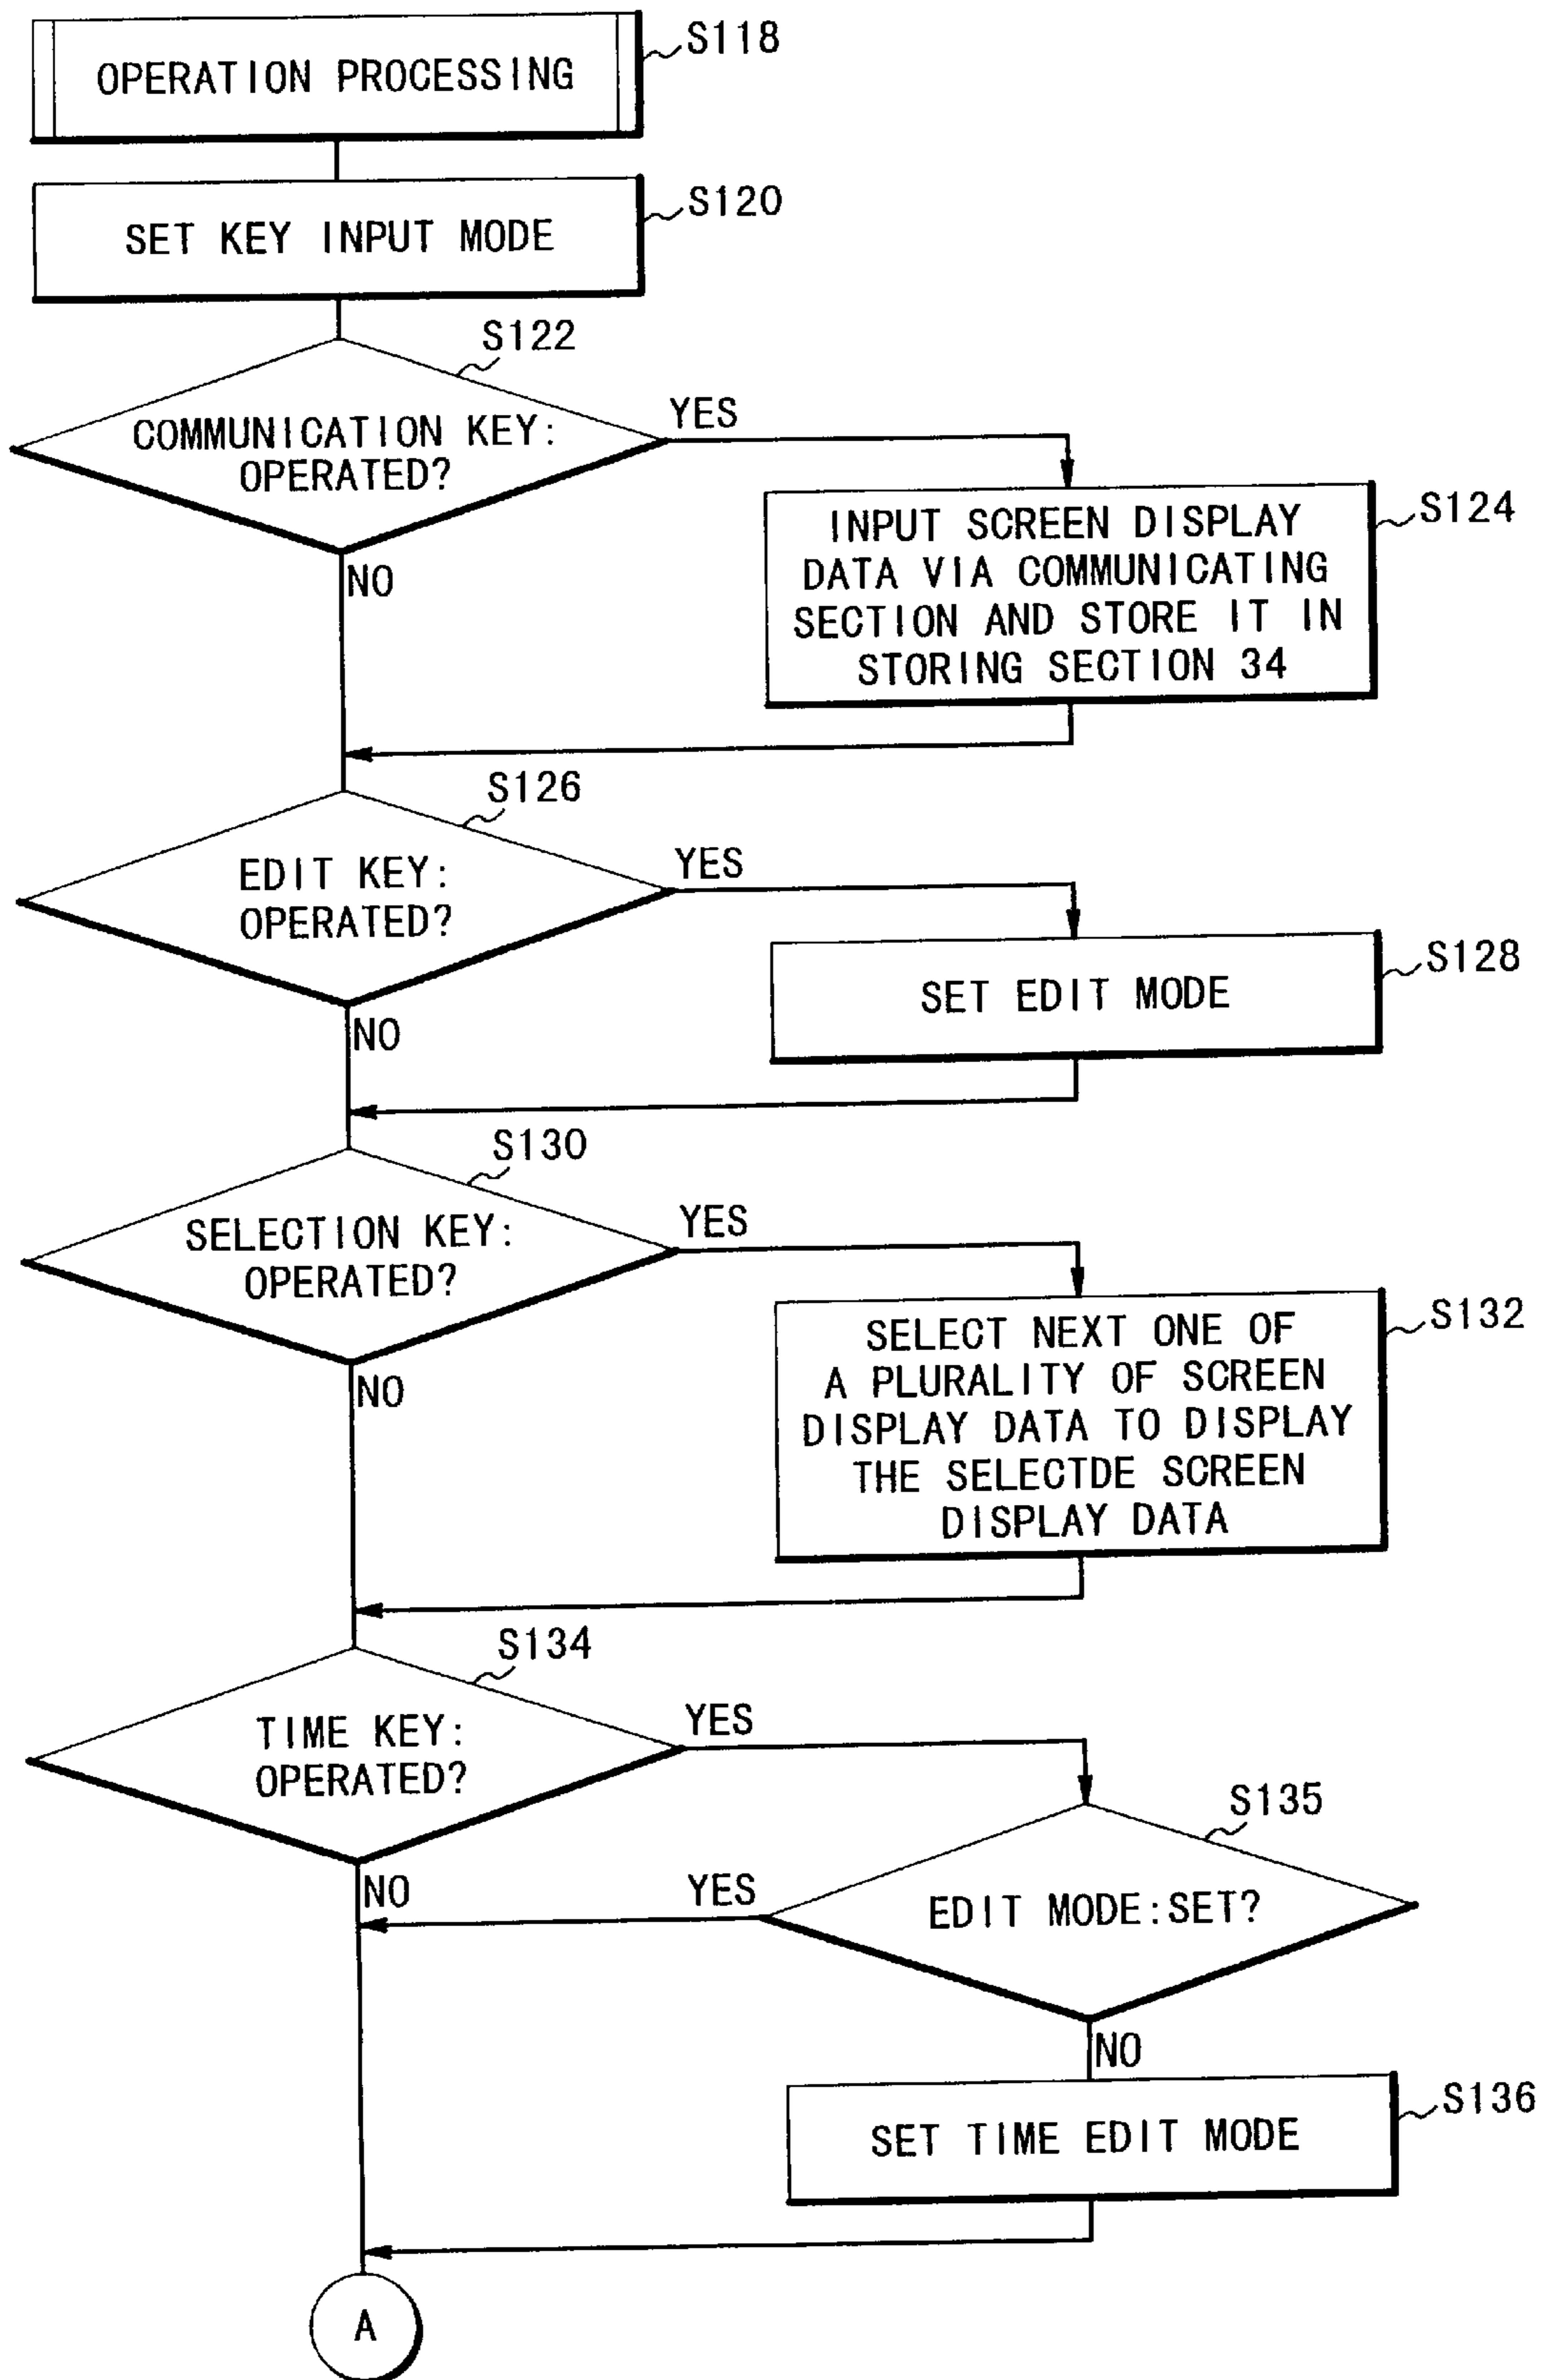 OPERATION PROCESSING
S118
SET KEY INPUT MODE
S120
S122
COMMUNICATION KEY:
OPERATED?
YES
NO
INPUT SCREEN DISPLAY
DATA VIA COMMUNICATING
SECTION AND STORE IT IN
STORING SECTION 34
S124
S126
EDIT KEY:
OPERATED?
YES
NO
SET EDIT MODE
S128
S130
SELECTION KEY:
OPERATED?
YES
NO
SELECT NEXT ONE OF
A PLURALITY OF SCREEN
DISPLAY DATA TO DISPLAY
THE SELECTDE SCREEN
DISPLAY DATA
S132
S134
TIME KEY:
OPERATED?
YES
NO
S135
EDIT MODE:SET?
YES
NO
SET TIME EDIT MODE
S136
A